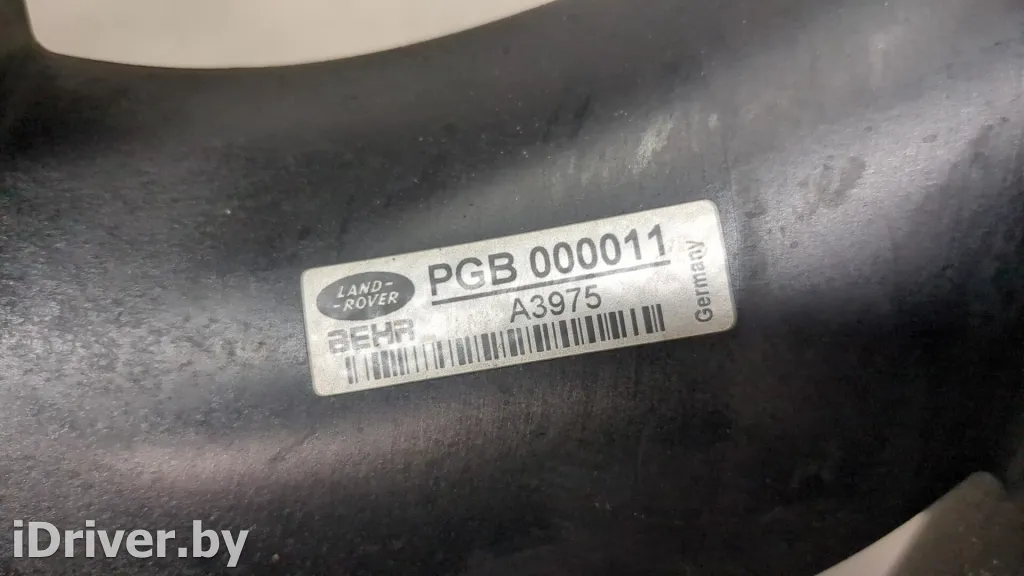 LAND-
-ROVER
PGB 000011
BEHR
A3975
Germany
iDriver.by